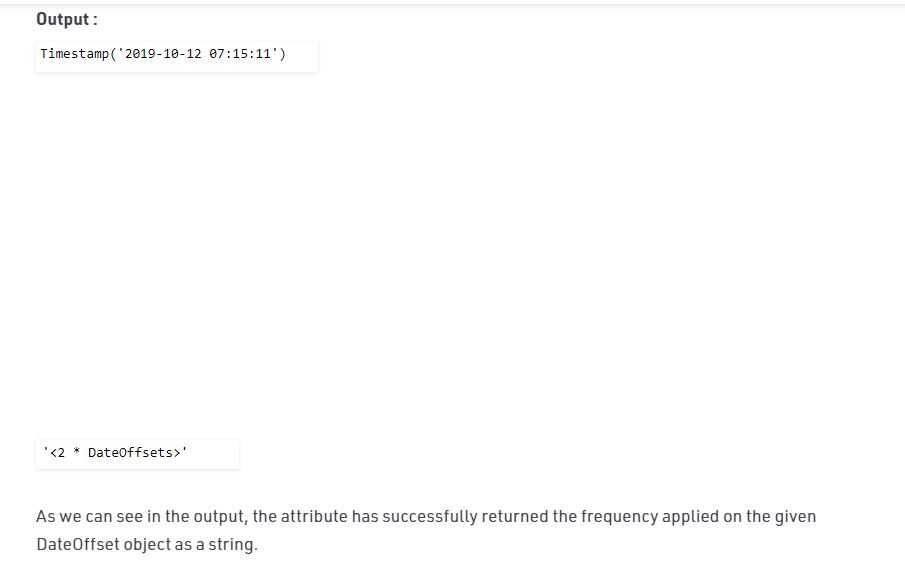 Output :
Timestamp('2019-10-12 07:15:11')
'<2 * DateOffsets>'
As we can see in the output, the attribute has successfully returned the frequency applied on the given
DateOffset object as a string.